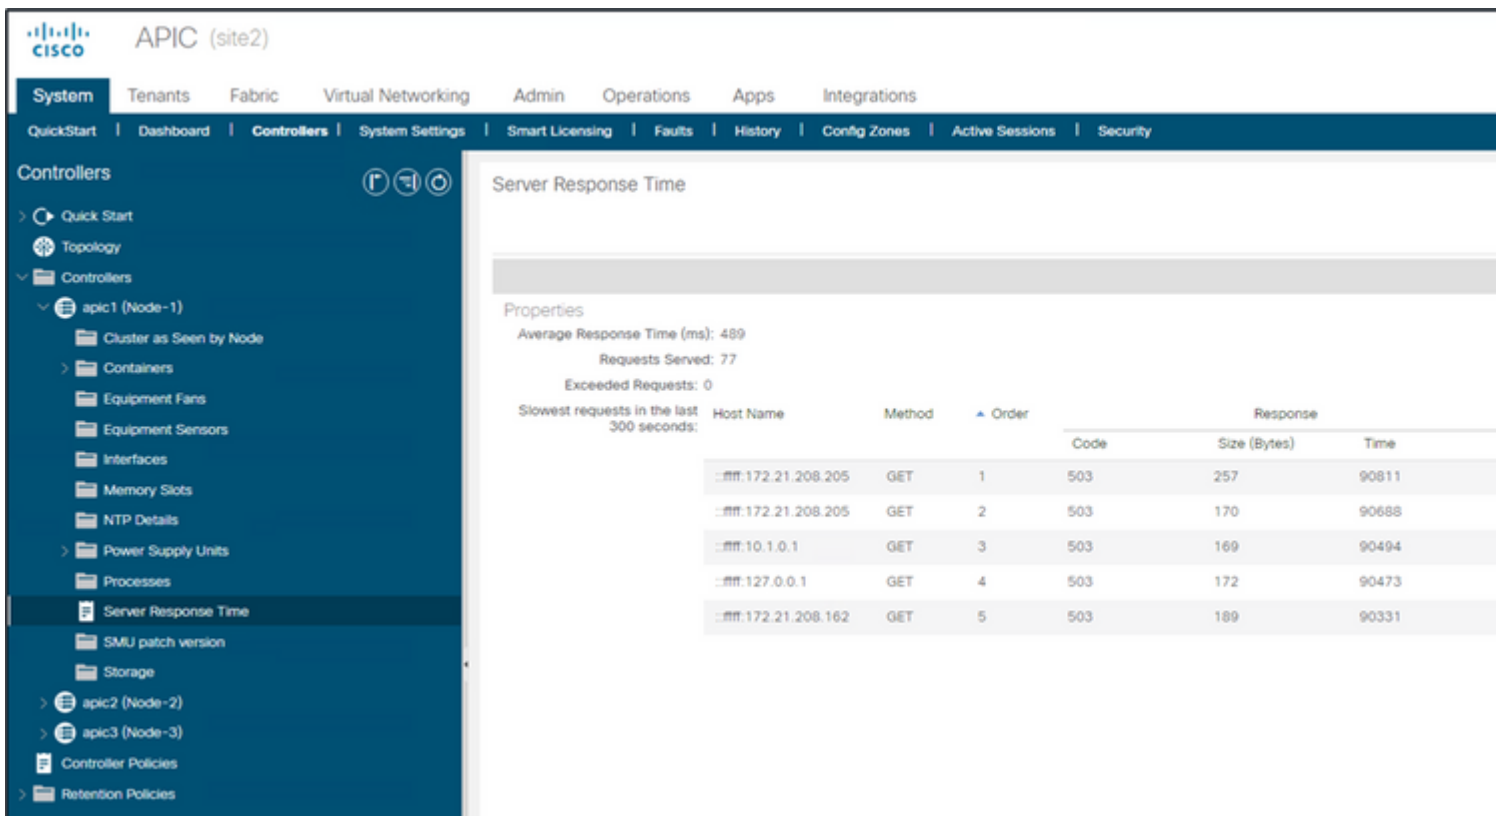 CISCO
APIC (site2)
System Tenants Fabric Virtual Networking Admin Operations Apps Integrations
QuickStart | Dashboard | Controllers | System Settings | Smart Licensing | Faults | History | Config Zones | Active Sessions | Security
Controllers
Quick Start
Topology
Controllers
apic1 (Node-1)
Cluster as Seen by Node
Containers
Equipment Fans
Equipment Sensors
Interfaces
Memory Slots
NTP Details
Power Supply Units
Processes
Server Response Time
SMU patch version
Storage
apic2 (Node-2)
apic3 (Node-3)
Controller Policies
Retention Policies
Server Response Time
Properties
Average Response Time (ms): 489
Requests Served: 77
Exceeded Requests: 0
Slowest requests in the last
300 seconds:
Host Name Method Order Response
Code Size (Bytes) Time
::ffff:172.21.208.205 GET 1 503 257 90811
::ffff:172.21.208.205 GET 2 503 170 90688
::ffff:10.1.0.1 GET 3 503 169 90494
::ffff:127.0.0.1 GET 4 503 172 90473
::ffff:172.21.208.162 GET 5 503 189 90331